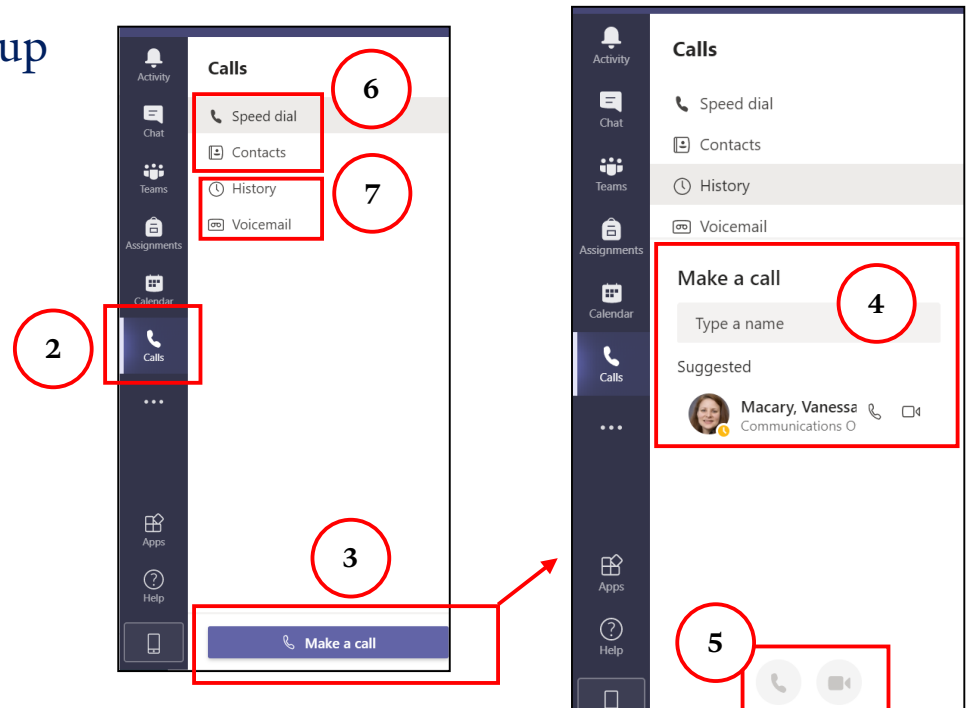 up
Activity
Chat
Teams
Assignments
Calendar
Calls
Apps
Help
Calls
Speed dial
Contacts
History
Voicemail
Make a call
2
6
7
3
Activity
Chat
Teams
Assignments
Calendar
Calls
Apps
Help
Calls
Speed dial
Contacts
History
Voicemail
Make a call
Type a name
Suggested
Macary, Vanessa
Communications O
4
5